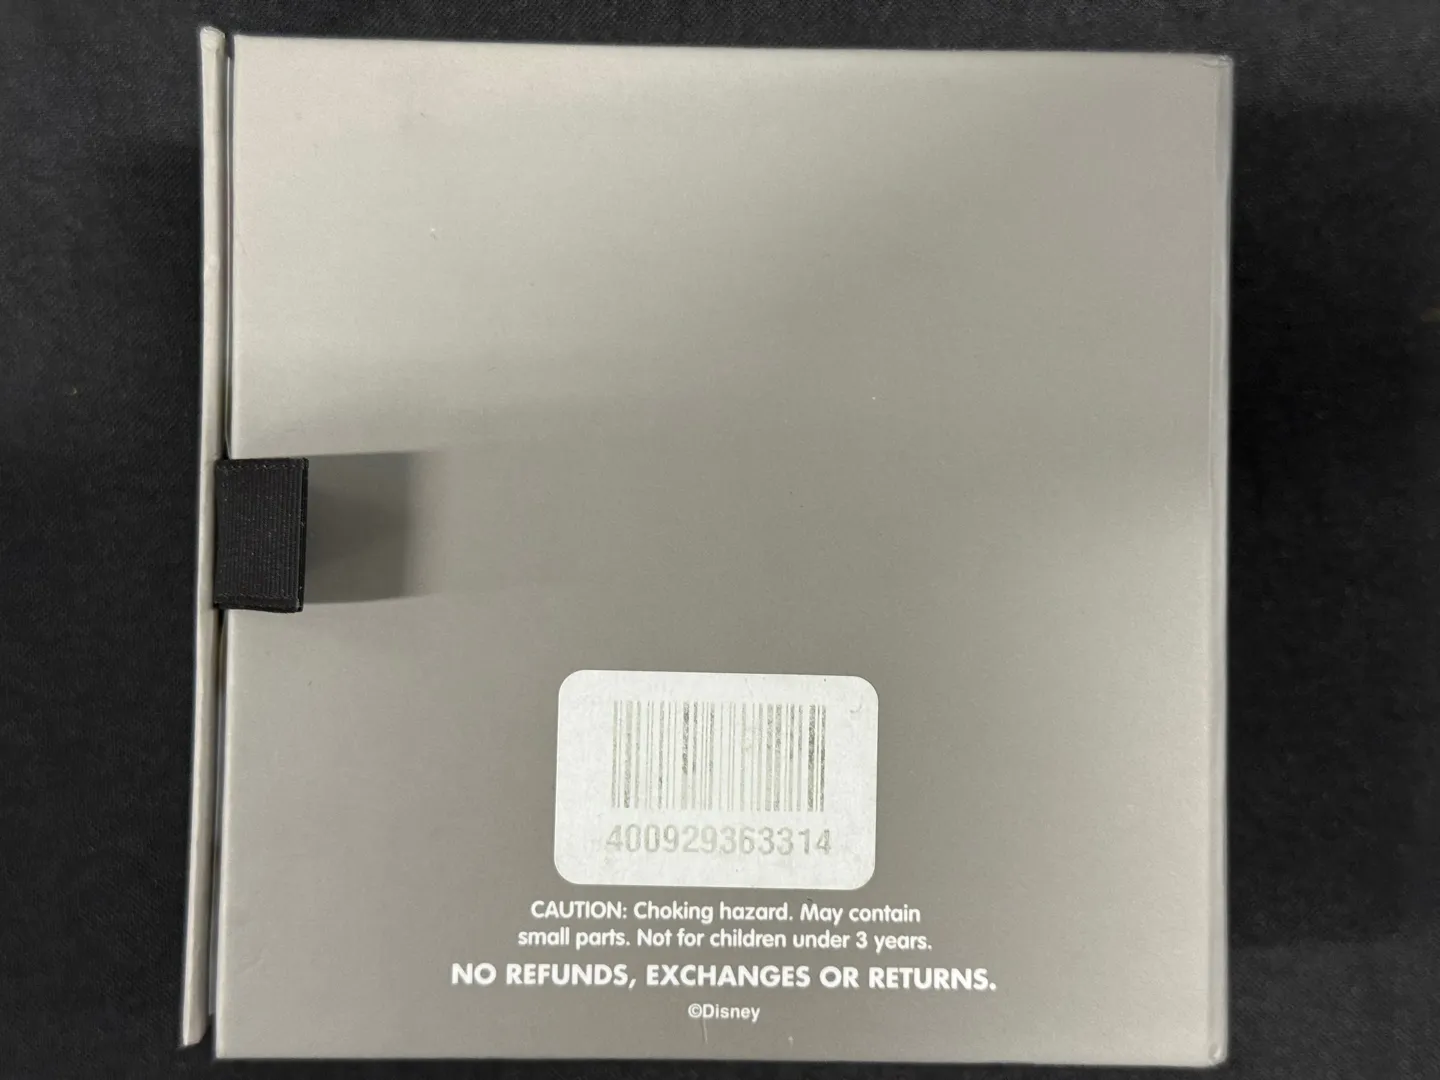 400929363314
CAUTION: Choking hazard. May contain
small parts. Not for children under 3 years.
NO REFUNDS, EXCHANGES OR RETURNS.
©Disney